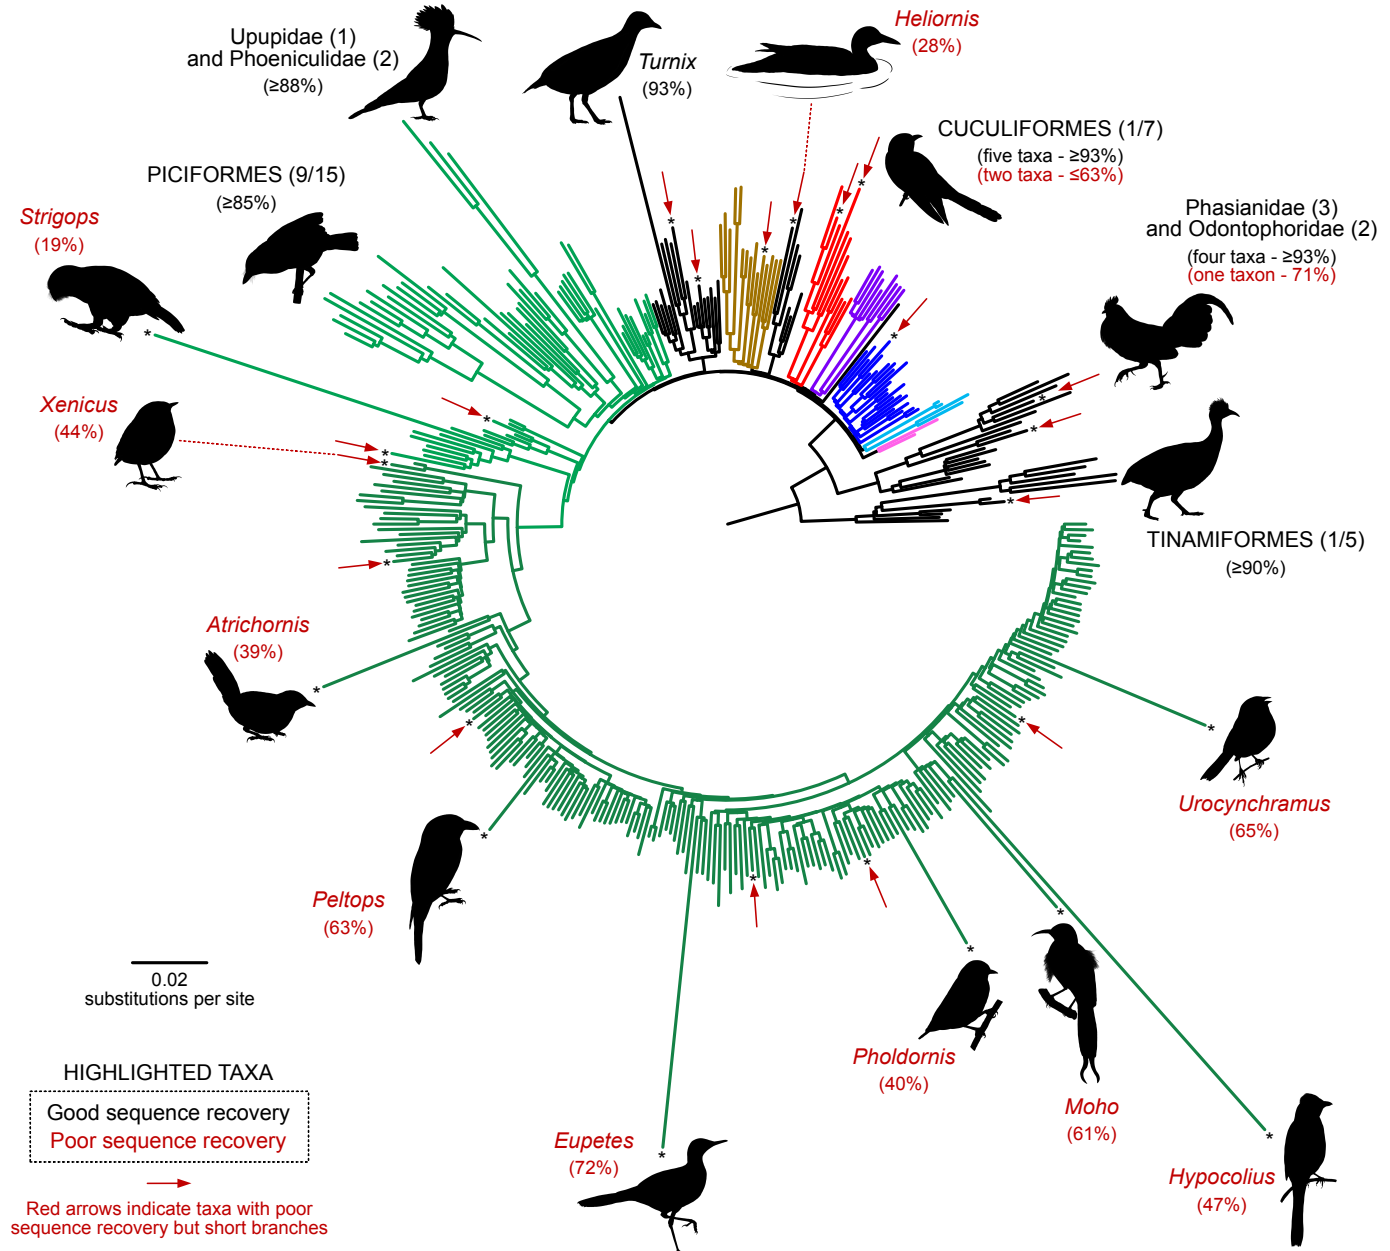 Upupidae (1)
and Phoeniculidae (2)
(≥88%)
Turnix
(93%)
Heliornis
(28%)
CUCULIFORMES (1/7)
(five taxa - ≥93%)
(two taxa - ≤63%)
PICIFORMES (9/15)
(≥85%)
Phasianidae (3)
and Odontophoridae (2)
(four taxa - ≥93%)
(one taxon - 71%)
Strigops
(19%)
Xenicus
(44%)
TINAMIFORMES (1/5)
(≥90%)
Atrichornis
(39%)
Urocynchramus
(65%)
Peltops
(63%)
0.02
substitutions per site
Pholdornis
(40%)
Moho
(61%)
Eupetes
(72%)
Hypocolius
(47%)
HIGHLIGHTED TAXA
Good sequence recovery
Poor sequence recovery
Red arrows indicate taxa with poor
sequence recovery but short branches